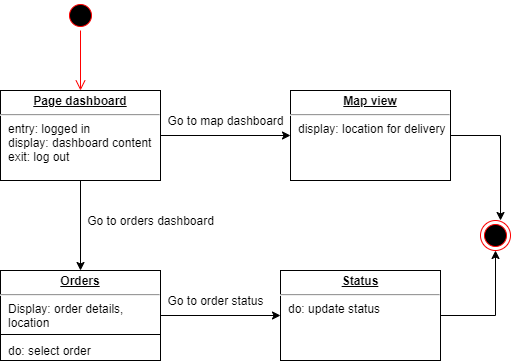 Page dashboard
entry: logged in
display: dashboard content
exit: log out
Go to map dashboard
Map view
display: location for delivery
Go to orders dashboard
Orders
Display: order details,
location
do: select order
Go to order status
Status
do: update status